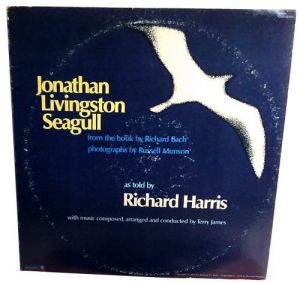 Jonathan
Livingston
Seagull
from the book by Richard Bach
photographs by Russell Munson
as told by
Richard Harris
with music composed, arranged and conducted by Terry James